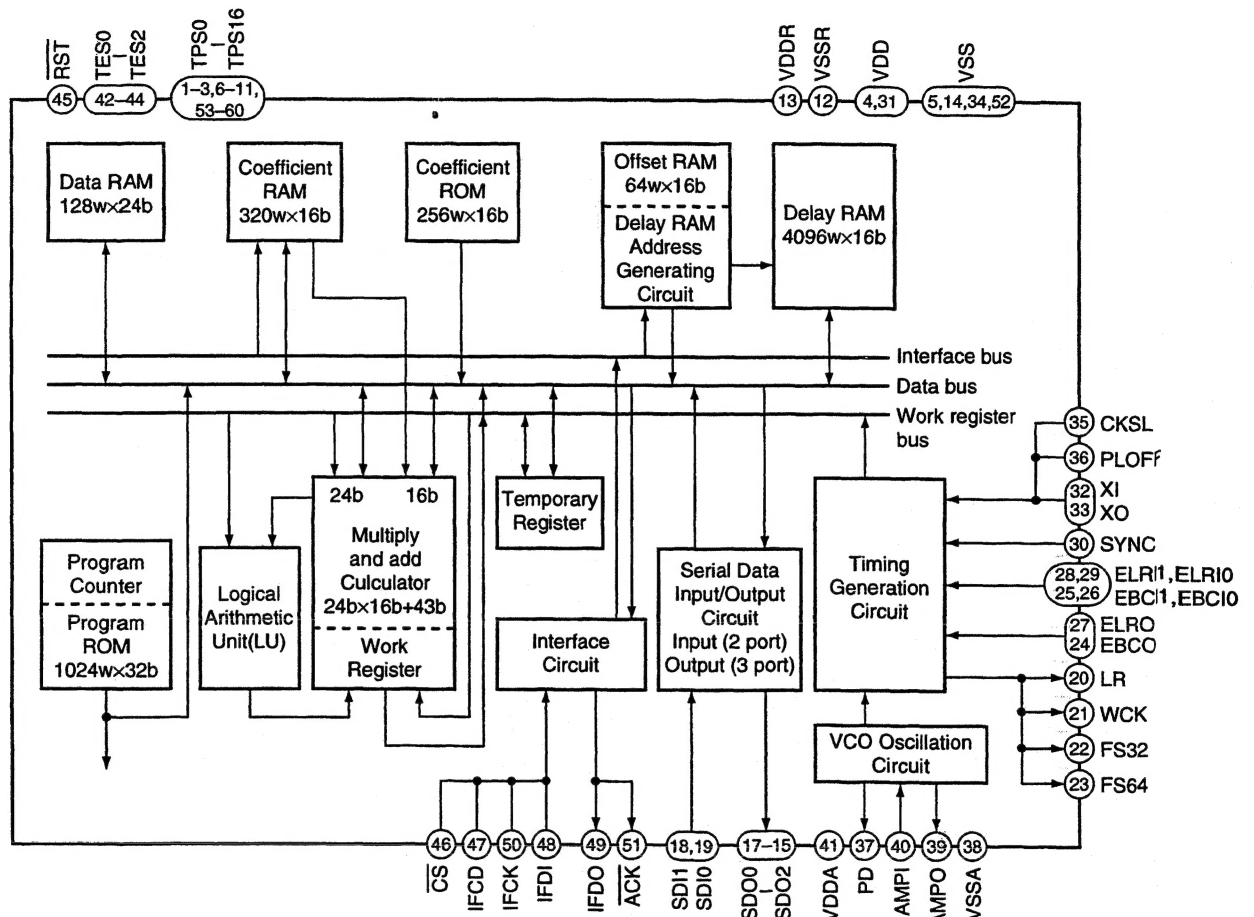 RST
TES0
–
TES2
TPS0
–
TPS16
VDDR
VSSR
VDD
VSS
45
42–44
1–3,6–11,
53–60
13
12
4,31
5,14,34,52
Data RAM
128w×24b
Coefficient
RAM
320w×16b
Coefficient
ROM
256w×16b
Offset RAM
64w×16b
Delay RAM
Address
Generating
Circuit
Delay RAM
4096w×16b
Interface bus
Data bus
Work register
bus
35 CKSL
36 PLOFF
32 XI
33 XO
30 SYNC
28,29 ELRI1,ELRI0
25,26 EBCI1,EBCI0
27 ELRO
24 EBCO
20 LR
21 WCK
22 FS32
23 FS64
Program
Counter
Program
ROM
1024w×32b
Logical
Arithmetic
Unit(LU)
24b 16b
Multiply
and add
Calculator
24b×16b+43b
Work
Register
Temporary
Register
Interface
Circuit
Serial Data
Input/Output
Circuit
Input (2 port)
Output (3 port)
Timing
Generation
Circuit
VCO Oscillation
Circuit
46
47
50
48
49
51
18,19
17–15
41
37
40
39
38
CS
IFCD
IFCK
IFDI
IFDO
ACK
SDI1
SDI0
SDO0
–
SDO2
VDDA
PD
AMPI
AMPO
VSSA